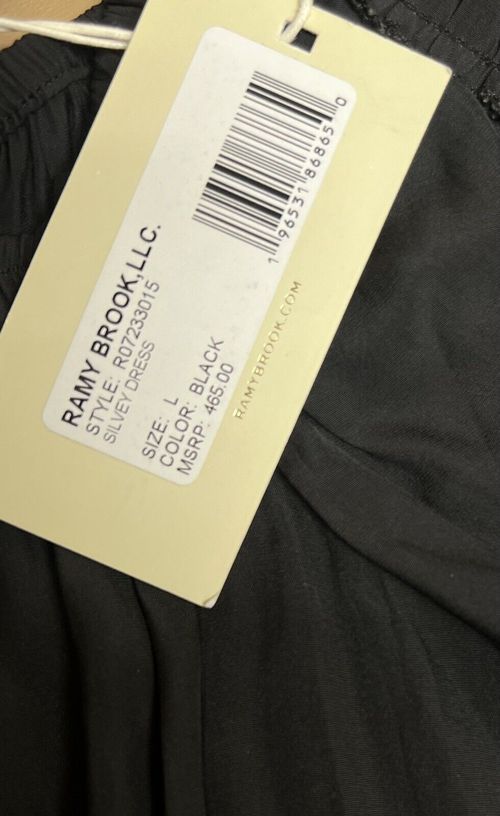 RAMY BROOK,LLC.
STYLE: R07233015
SILVEY DRESS
SIZE: L
COLOR: BLACK
MSRP: 465.00
1 96531 86865 0
RAMYBROOK.COM